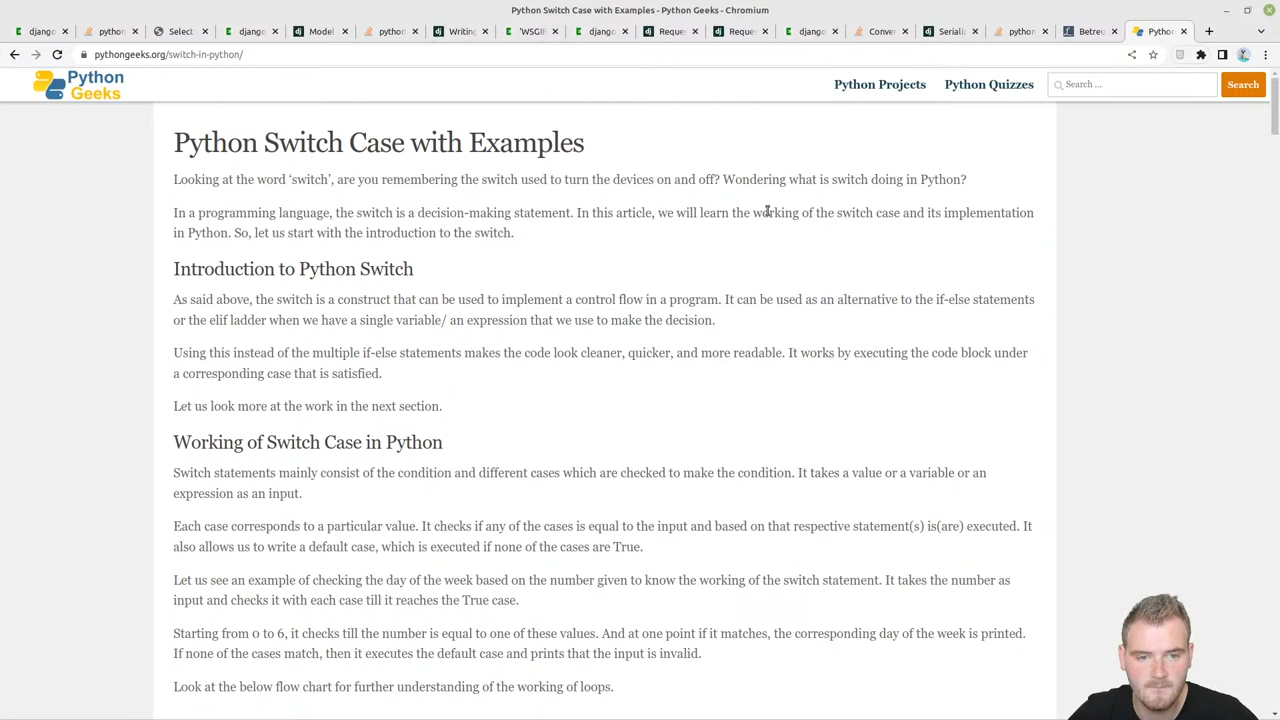 Python Switch Case with Examples - Python Geeks - Chromium
django
python
Select
django
Model
python
Writing
'WSGIR
django
Reque
Reque
django
Conve
Serializ
python
Betreu
Python
pythongeeks.org/switch-in-python/
Python Geeks
Python Projects
Python Quizzes
Search ...
Search
Python Switch Case with Examples
Looking at the word ‘switch’, are you remembering the switch used to turn the devices on and off? Wondering what is switch doing in Python?
In a programming language, the switch is a decision-making statement. In this article, we will learn the working of the switch case and its implementation
in Python. So, let us start with the introduction to the switch.
Introduction to Python Switch
As said above, the switch is a construct that can be used to implement a control flow in a program. It can be used as an alternative to the if-else statements
or the elif ladder when we have a single variable/ an expression that we use to make the decision.
Using this instead of the multiple if-else statements makes the code look cleaner, quicker, and more readable. It works by executing the code block under
a corresponding case that is satisfied.
Let us look more at the work in the next section.
Working of Switch Case in Python
Switch statements mainly consist of the condition and different cases which are checked to make the condition. It takes a value or a variable or an
expression as an input.
Each case corresponds to a particular value. It checks if any of the cases is equal to the input and based on that respective statement(s) is(are) executed. It
also allows us to write a default case, which is executed if none of the cases are True.
Let us see an example of checking the day of the week based on the number given to know the working of the switch statement. It takes the number as
input and checks it with each case till it reaches the True case.
Starting from 0 to 6, it checks till the number is equal to one of these values. And at one point if it matches, the corresponding day of the week is printed.
If none of the cases match, then it executes the default case and prints that the input is invalid.
Look at the below flow chart for further understanding of the working of loops.